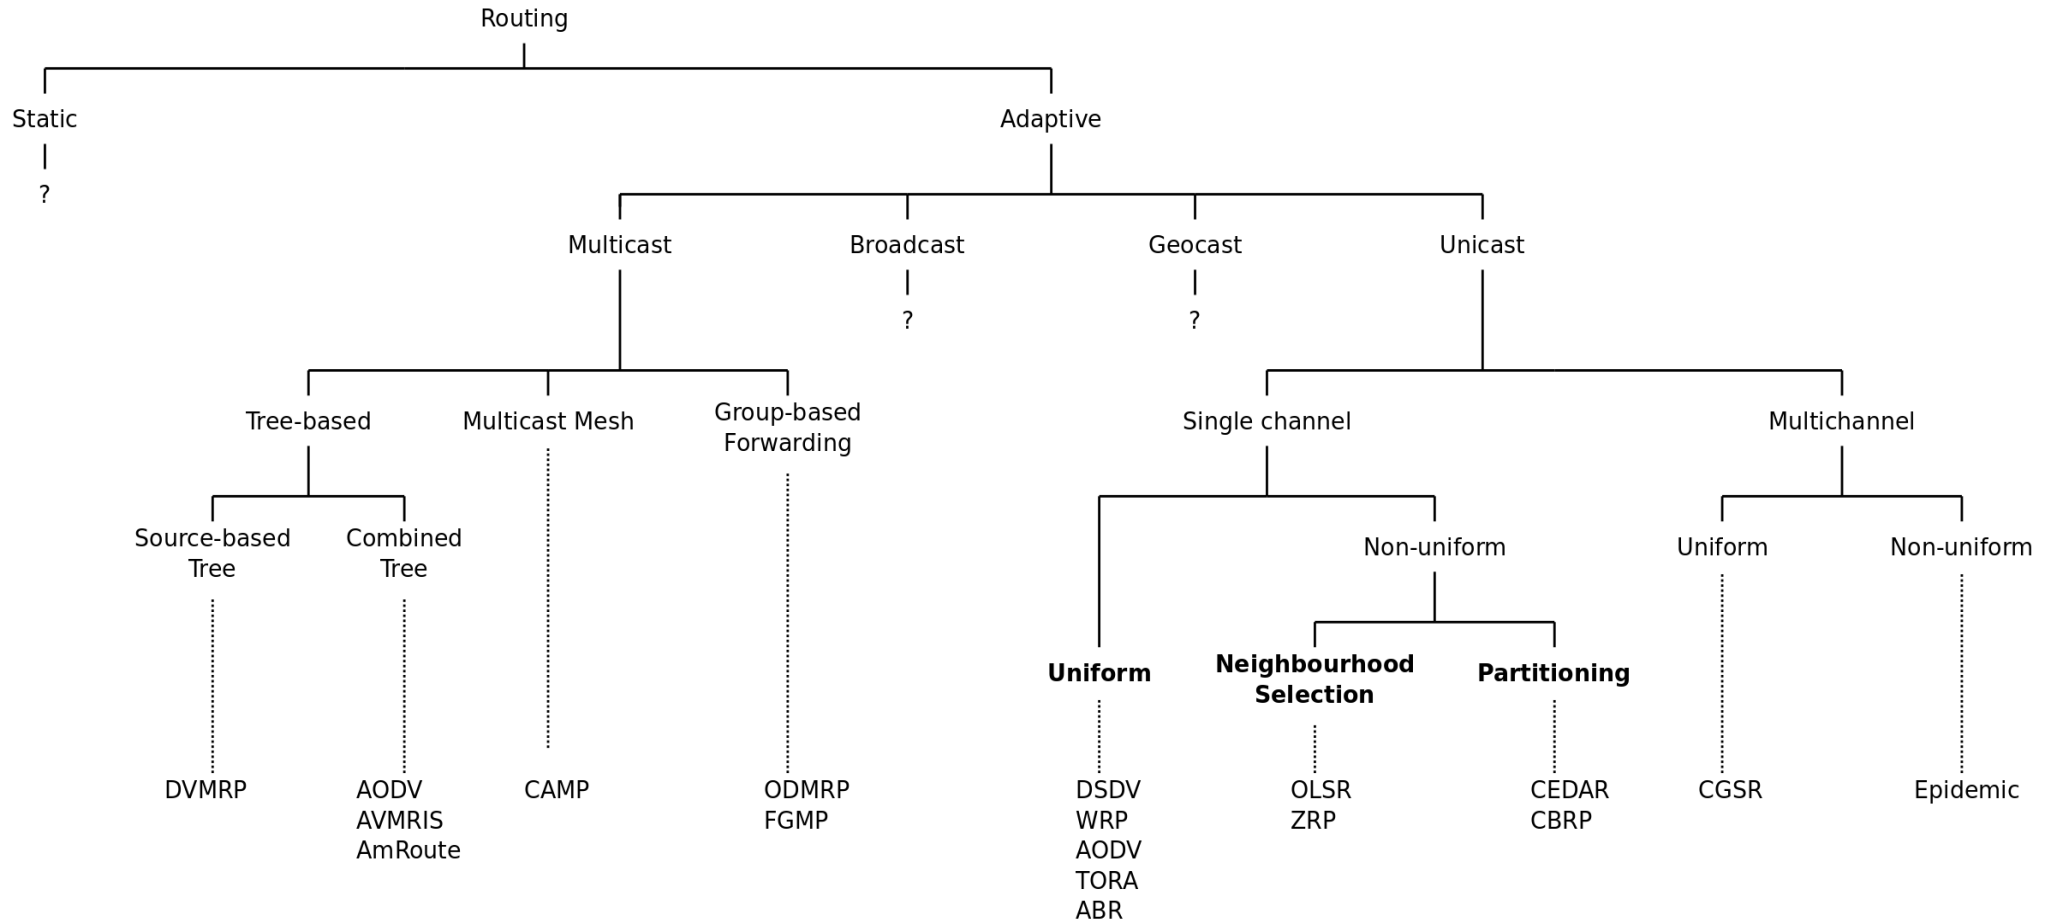 Routing
Static
Adaptive
?
Multicast
Broadcast
Geocast
Unicast
?
?
Tree-based
Multicast Mesh
Group-based
Forwarding
Single channel
Multichannel
Source-based
Tree
Combined
Tree
Non-uniform
Uniform
Non-uniform
Uniform
Neighbourhood
Selection
Partitioning
DVMRP
AODV
AVMRIS
AmRoute
CAMP
ODMRP
FGMP
DSDV
WRP
AODV
TORA
ABR
OLSR
ZRP
CEDAR
CBRP
CGSR
Epidemic